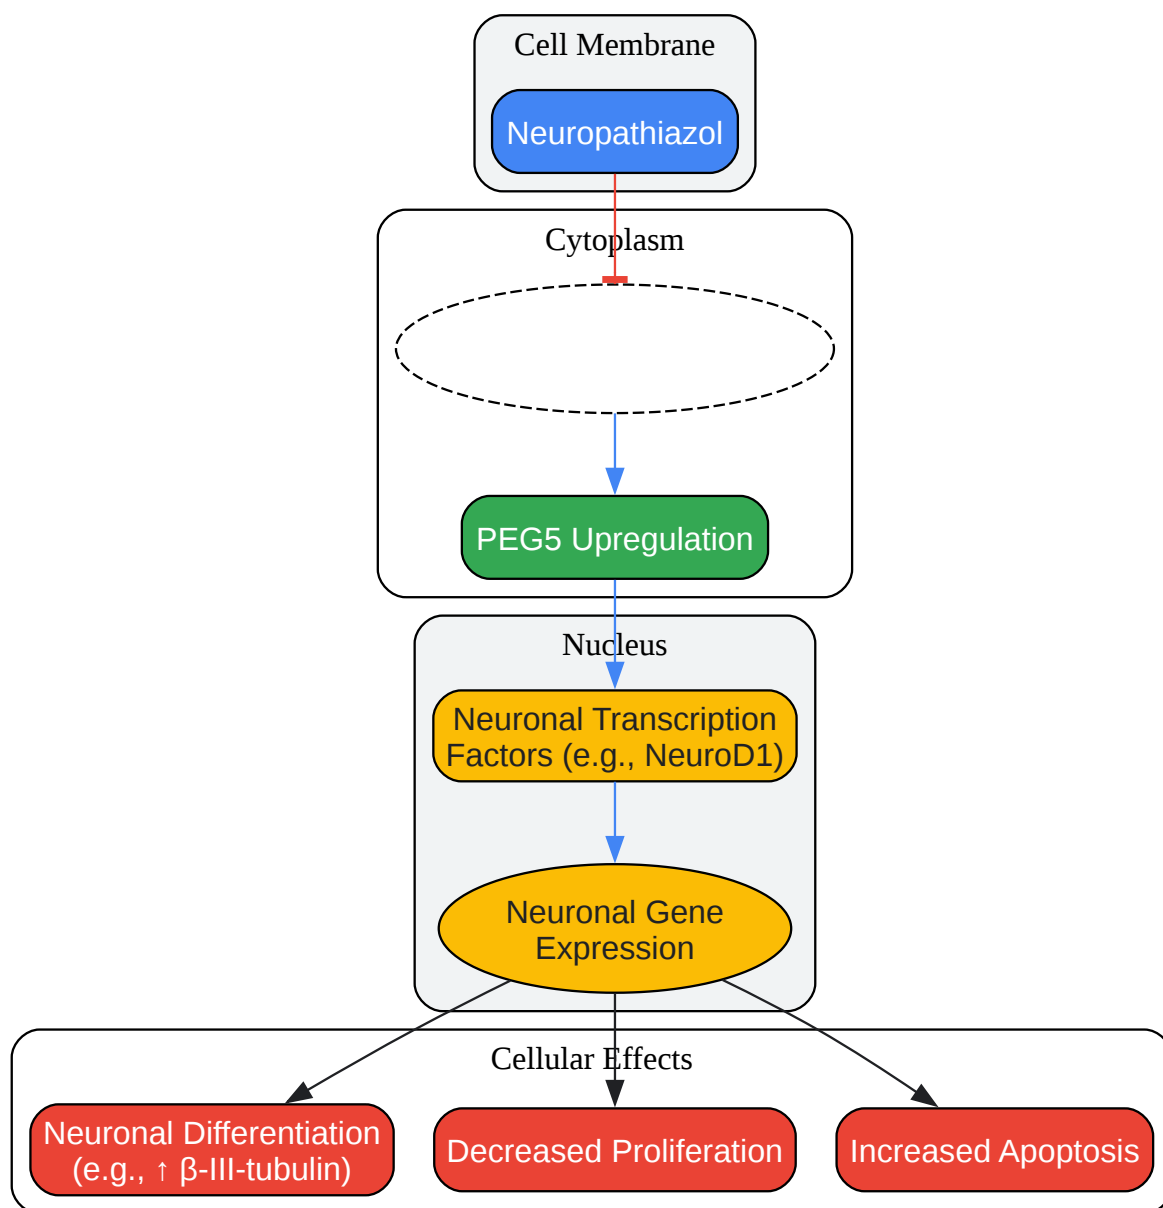 Cell Membrane
Neuropathiazol
Cytoplasm
PEG5 Upregulation
Nucleus
Neuronal Transcription
Factors (e.g., NeuroD1)
Neuronal Gene
Expression
Cellular Effects
Neuronal Differentiation
(e.g., ↑ β-III-tubulin)
Decreased Proliferation
Increased Apoptosis